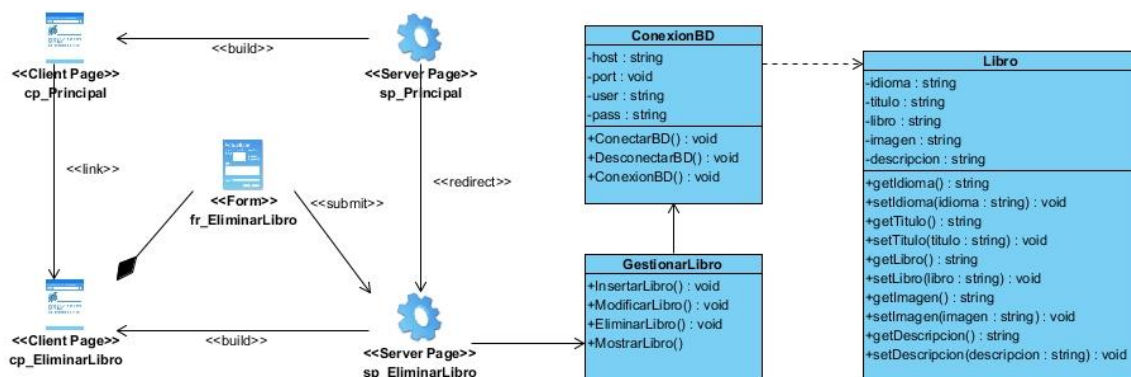 <<build>>
<<Client Page>>
cp_Principal
<<Server Page>>
sp_Principal
<<link>>
<<Form>>
fr_EliminarLibro
<<submit>>
<<redirect>>
<<Client Page>>
cp_EliminarLibro
<<build>>
<<Server Page>>
sp_EliminarLibro
ConexionBD
-host : string
-port : void
-user : string
-pass : string
+ConectarBD() : void
+DesconectarBD() : void
+ConexionBD() : void
GestionarLibro
+InsertarLibro() : void
+ModificarLibro() : void
+EliminarLibro() : void
+MostrarLibro()
Libro
-idioma : string
-titulo : string
-libro : string
-imagen : string
-descripcion : string
+getIdioma() : string
+setIdioma(idioma : string) : void
+getTitulo() : string
+setTitulo(titulo : string) : void
+getLibro() : string
+setLibro(libro : string) : void
+getImagen() : string
+setImagen(imagen : string) : void
+getDescripcion() : string
+setDescripcion(descripcion : string) : void